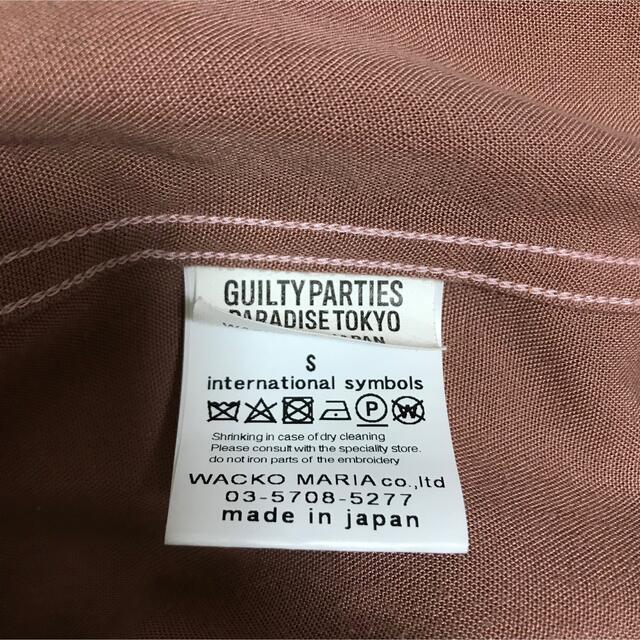 GUILTY PARTIES
PARADISE TOKYO
JAPAN
S
international symbols
P W
Shrinking in case of dry cleaning
Please consult with the speciality store.
do not iron parts of the embroidery
WACKO MARIA co.,ltd
03-5708-5277
made in japan